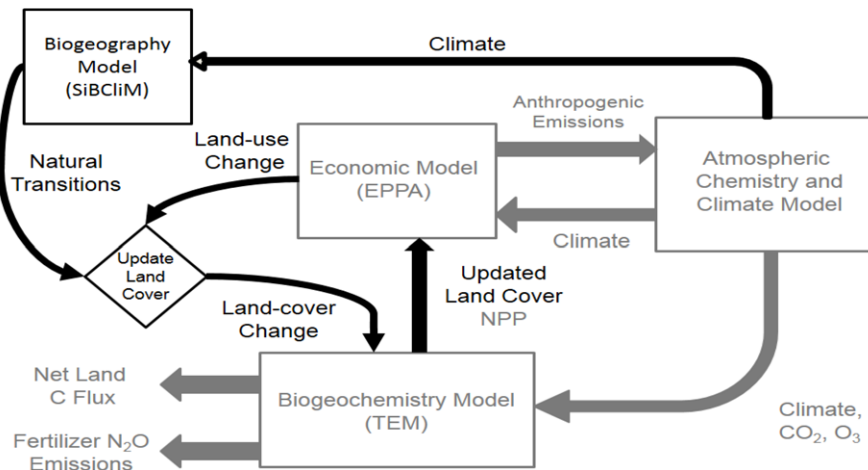 Biogeography
Model
(SiBCliM)
Climate
Anthropogenic
Emissions
Land-use
Change
Natural
Transitions
Economic Model
(EPPA)
Atmospheric
Chemistry and
Climate Model
Climate
Update
Land
Cover
Updated
Land Cover
NPP
Land-cover
Change
Net Land
C Flux
Biogeochemistry Model
(TEM)
Climate,
CO₂, O₃
Fertilizer N₂O
Emissions